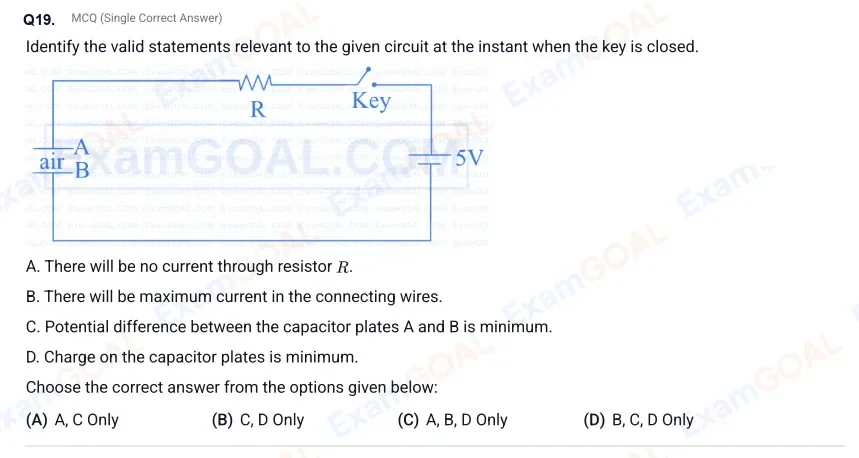 Q19. MCQ (Single Correct Answer)
Identify the valid statements relevant to the given circuit at the instant when the key is closed.
R
Key
A
air
B
5V
ExamGOAL.COM
A. There will be no current through resistor R.
B. There will be maximum current in the connecting wires.
C. Potential difference between the capacitor plates A and B is minimum.
D. Charge on the capacitor plates is minimum.
Choose the correct answer from the options given below:
(A) A, C Only (B) C, D Only (C) A, B, D Only (D) B, C, D Only